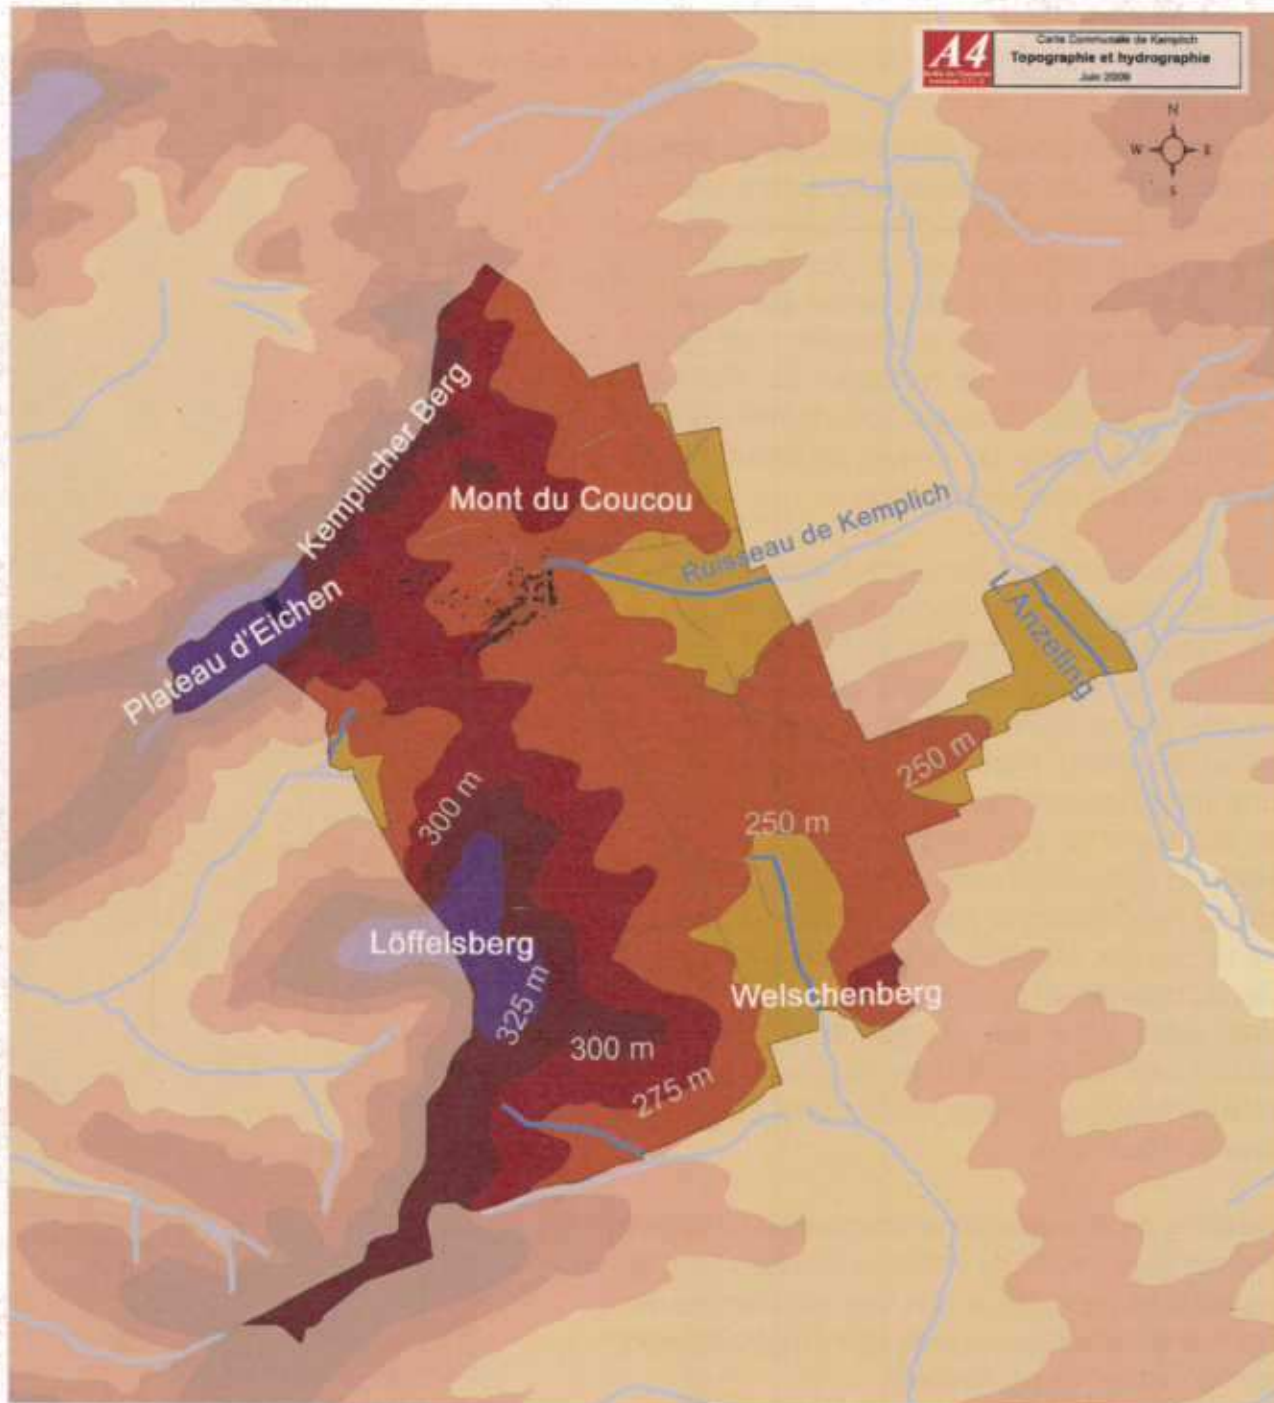 A4
Carte Communale de Kemplich
Topographie et hydrographie
Juin 2009
N
W E
S
Kemplicher Berg
Mont du Coucou
Ruisseau de Kemplich
Plateau d'Eichen
L'Anzeling
250 m
300 m
250 m
Löffelsberg
325 m
Welschenberg
300 m
275 m